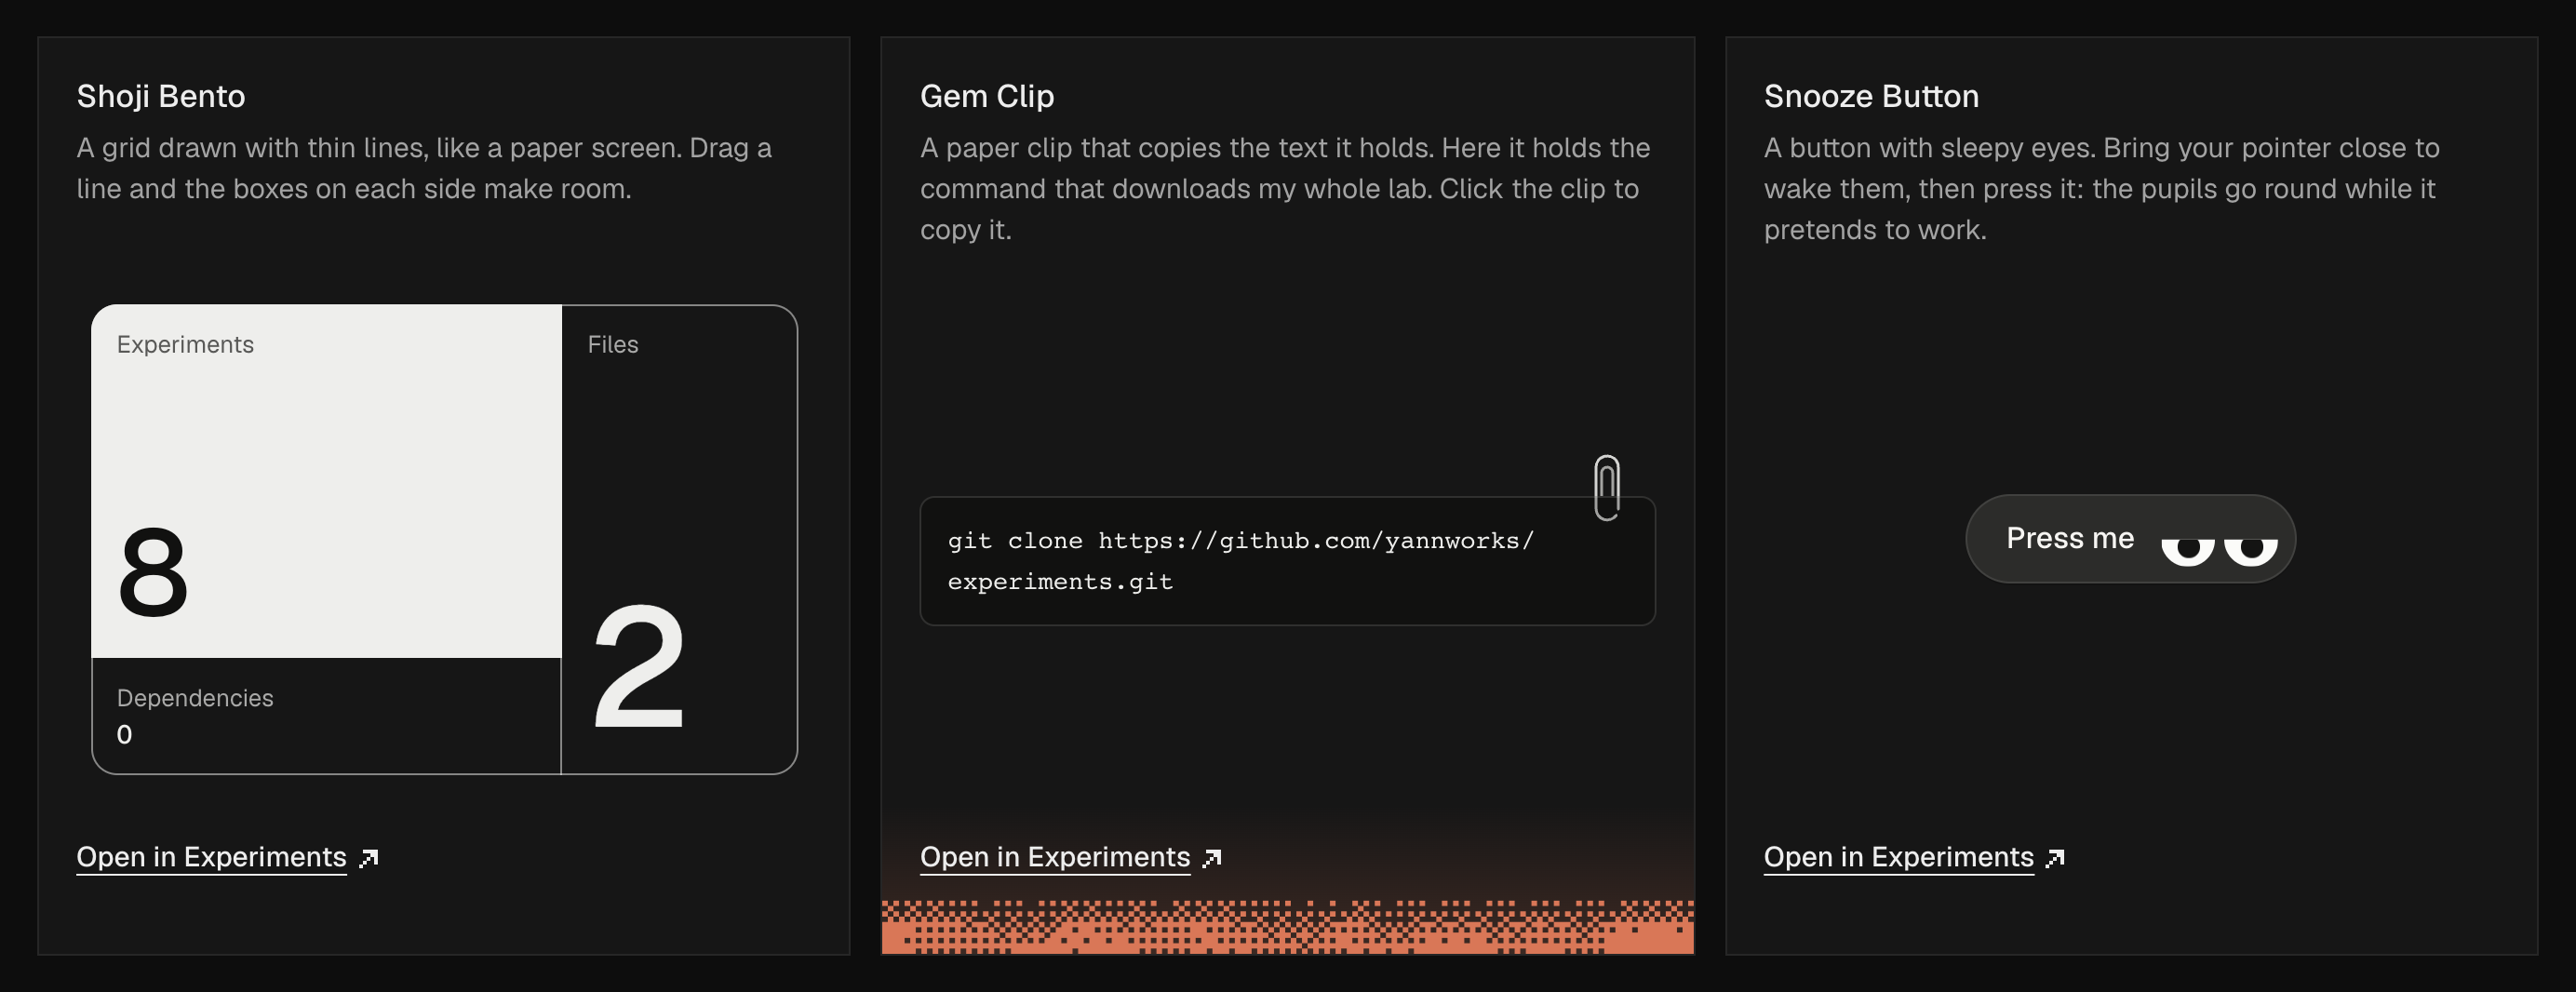 Shoji Bento
A grid drawn with thin lines, like a paper screen. Drag a
line and the boxes on each side make room.
Experiments
8
Files
2
Dependencies
0
Open in Experiments
Gem Clip
A paper clip that copies the text it holds. Here it holds the
command that downloads my whole lab. Click the clip to
copy it.
git clone https://github.com/yannworks/
experiments.git
Open in Experiments
Snooze Button
A button with sleepy eyes. Bring your pointer close to
wake them, then press it: the pupils go round while it
pretends to work.
Press me
Open in Experiments